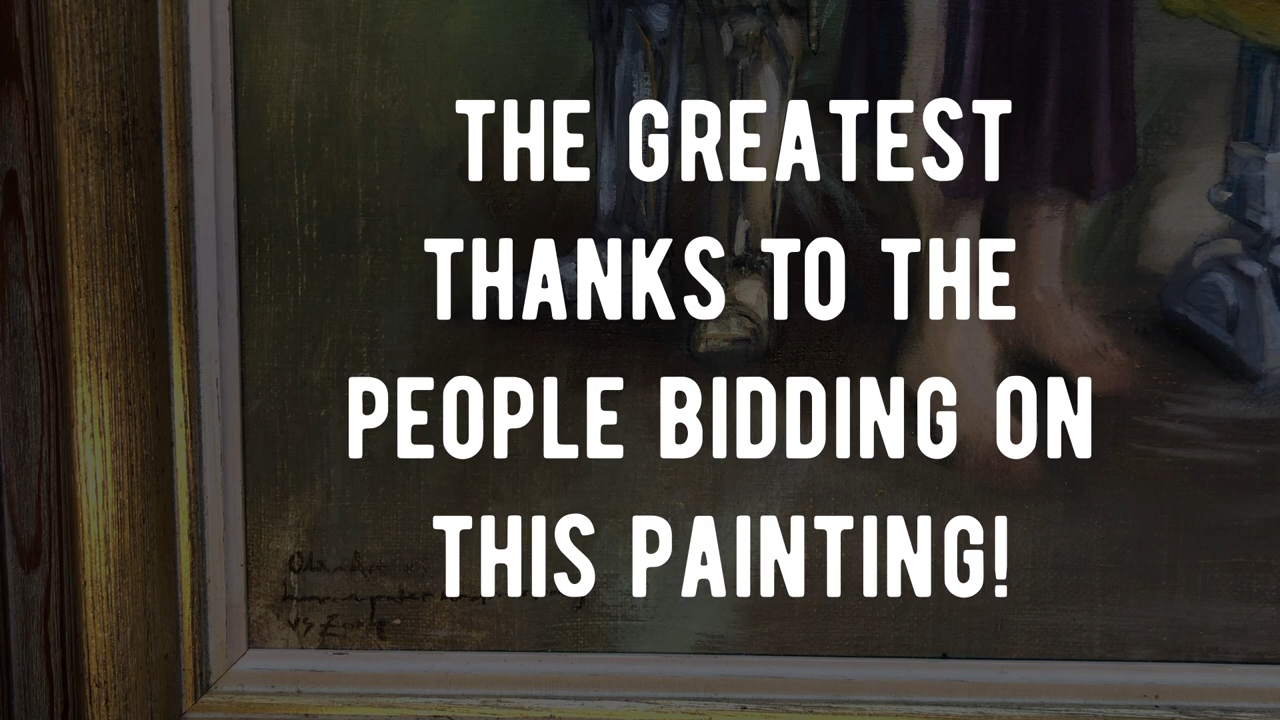 THE GREATEST
THANKS TO THE
PEOPLE BIDDING ON
THIS PAINTING!